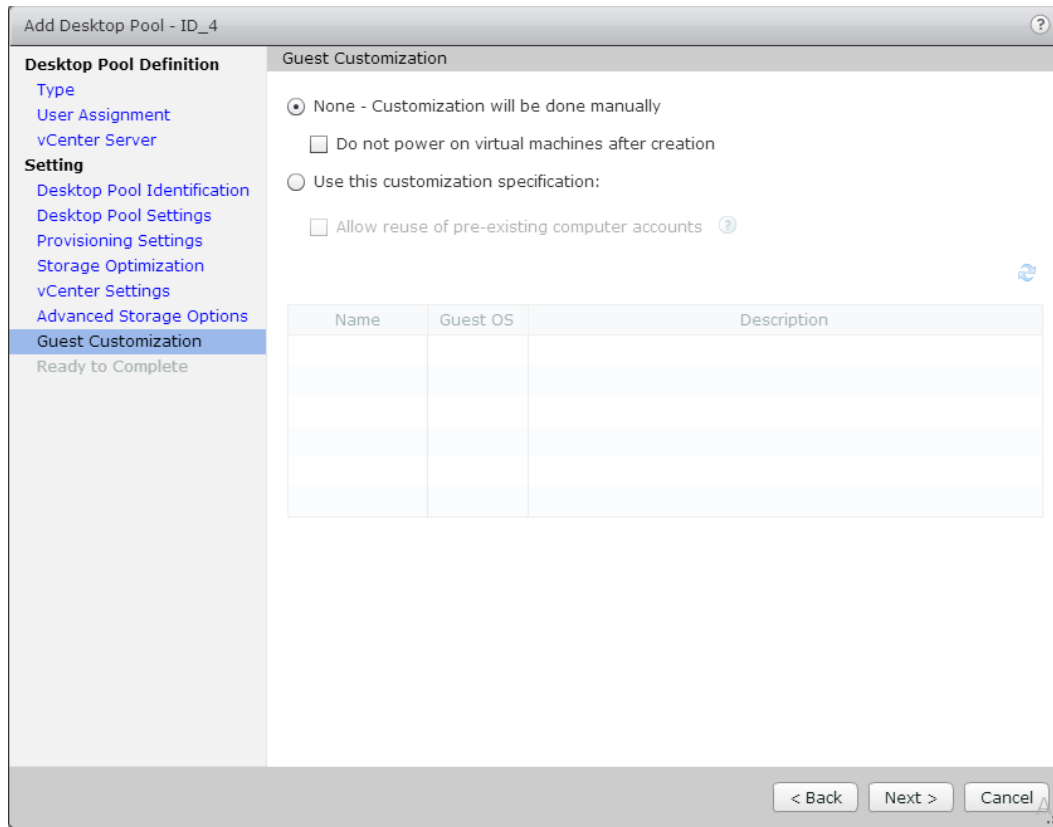 Add Desktop Pool - ID_4
?
Desktop Pool Definition
Type
User Assignment
vCenter Server
Setting
Desktop Pool Identification
Desktop Pool Settings
Provisioning Settings
Storage Optimization
vCenter Settings
Advanced Storage Options
Guest Customization
Ready to Complete
Guest Customization
None - Customization will be done manually
Do not power on virtual machines after creation
Use this customization specification:
Allow reuse of pre-existing computer accounts ?
Name Guest OS Description
< Back Next > Cancel
A